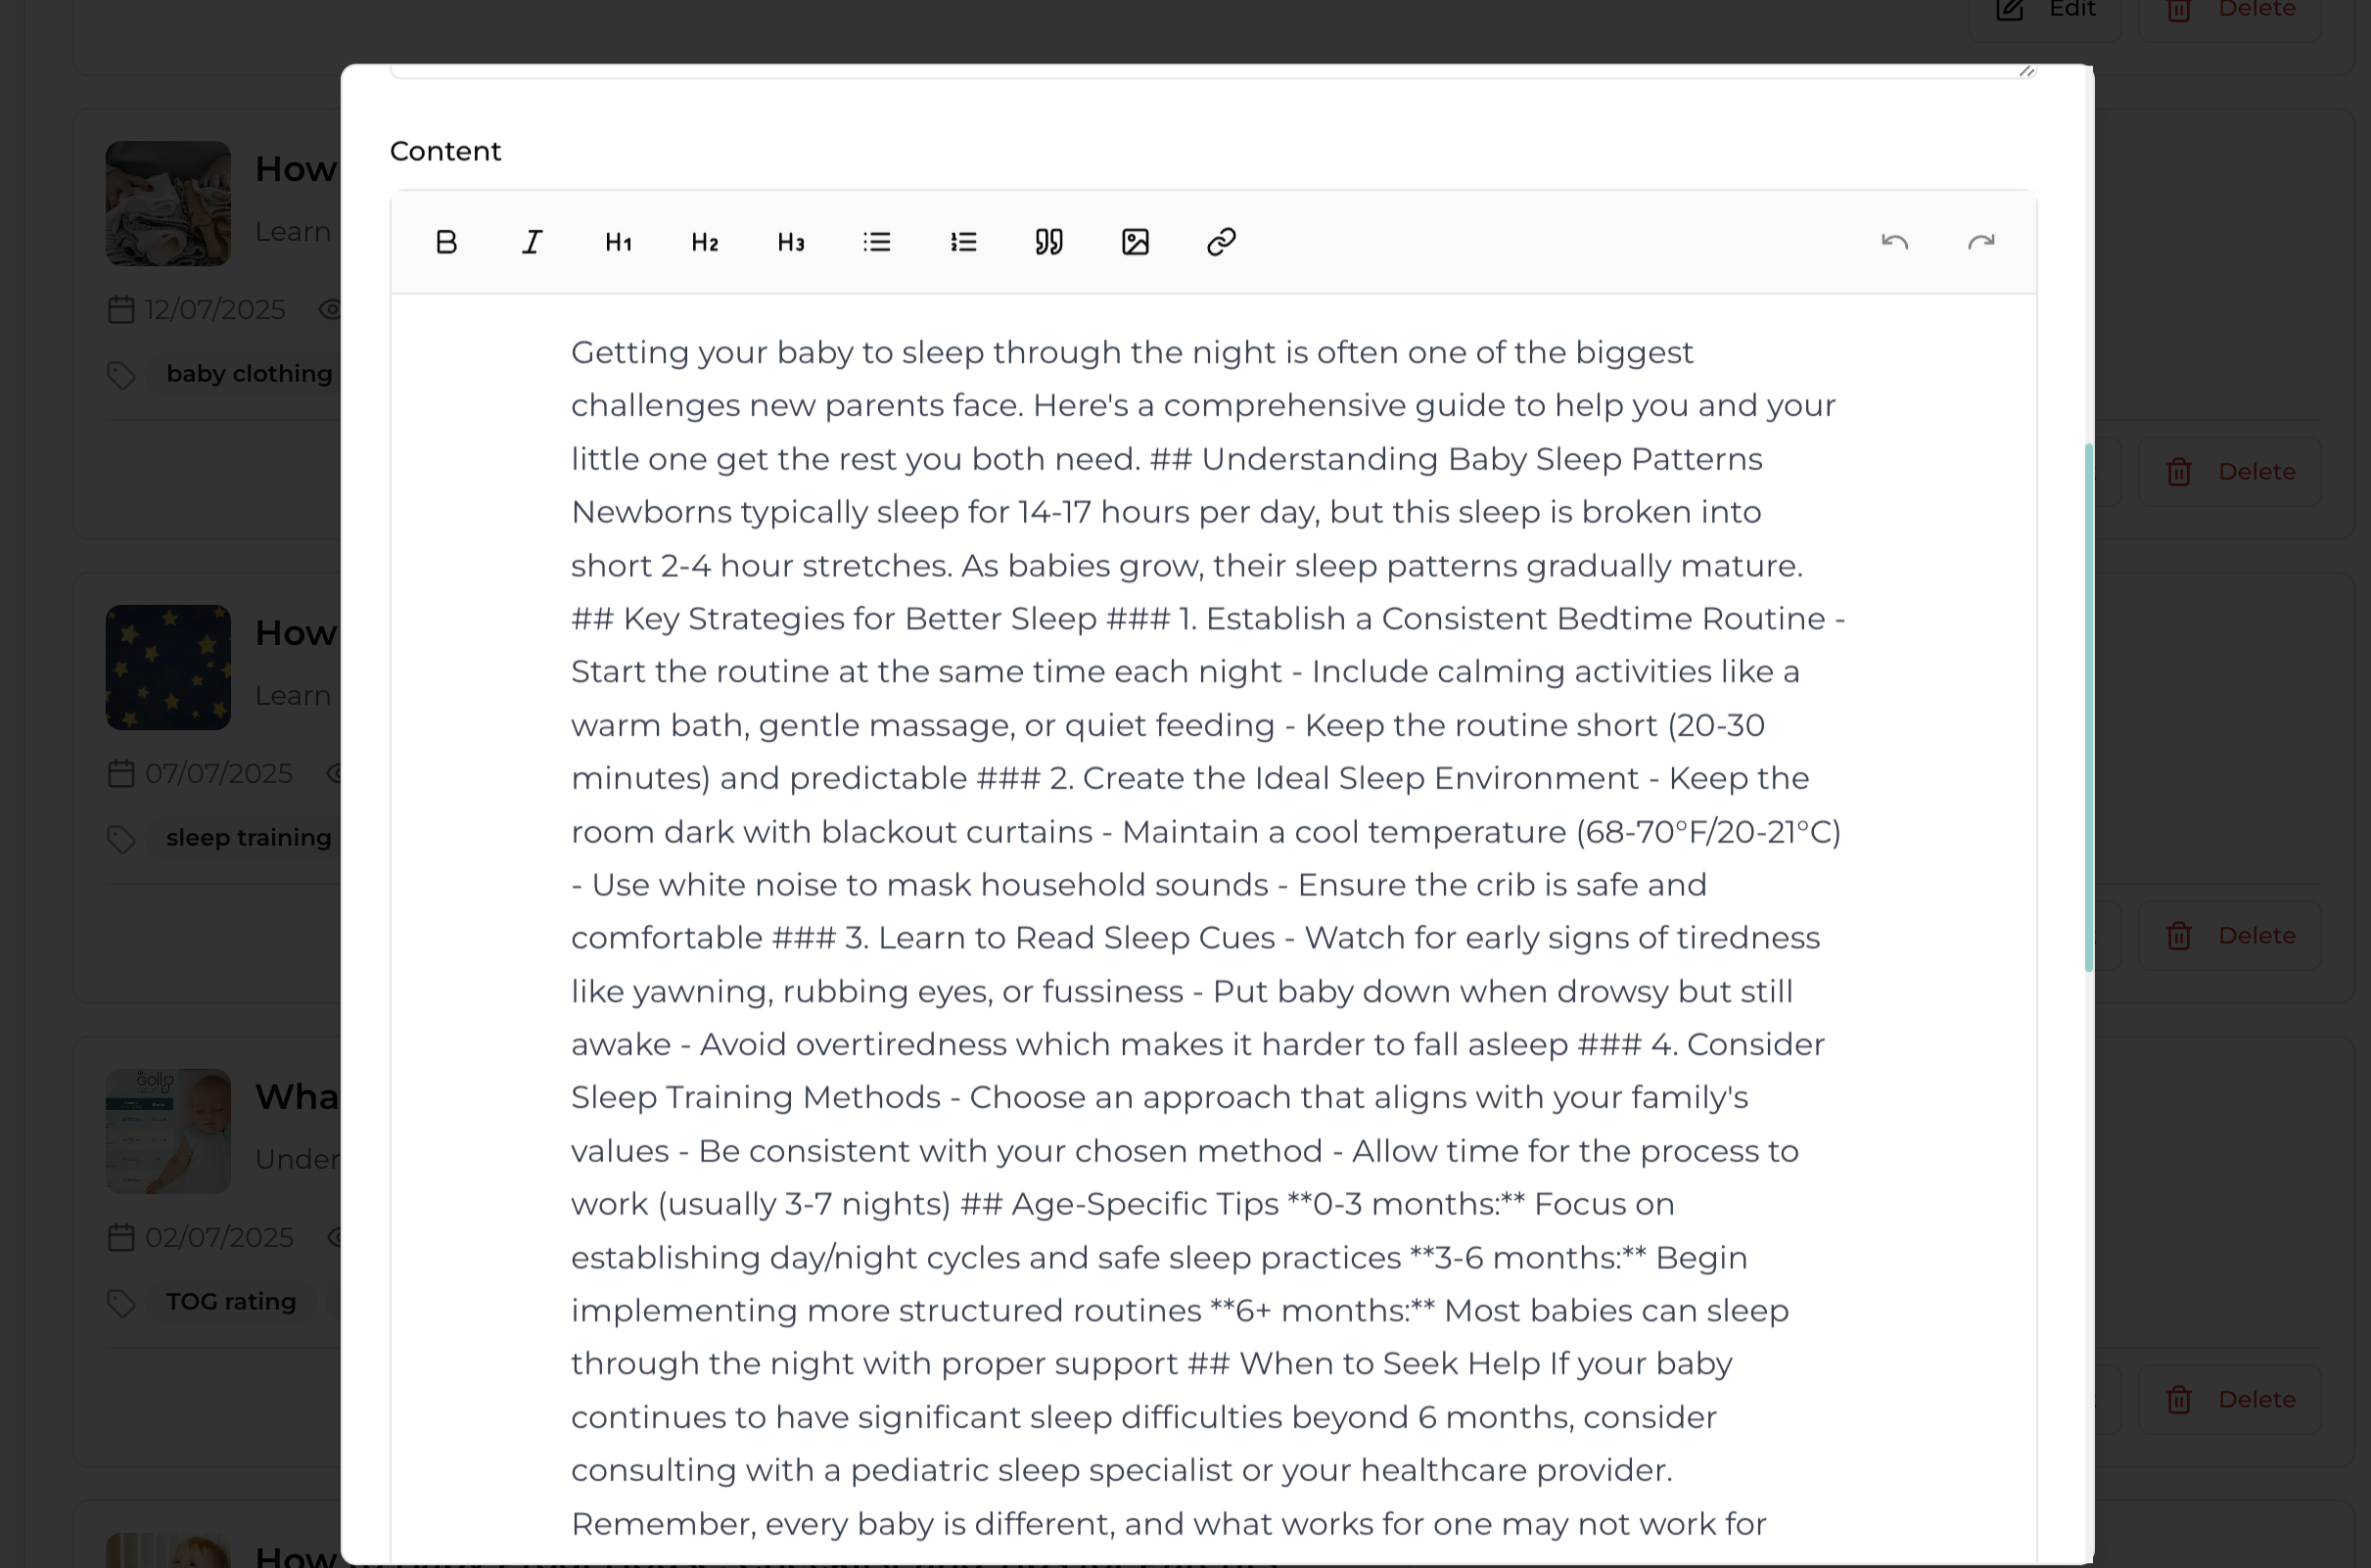 Edit
Delete
Content
How
Learn
12/07/2025
baby clothing
Delete
B I H1 H2 H3
Getting your baby to sleep through the night is often one of the biggest
challenges new parents face. Here's a comprehensive guide to help you and your
little one get the rest you both need. ## Understanding Baby Sleep Patterns
Newborns typically sleep for 14-17 hours per day, but this sleep is broken into
short 2-4 hour stretches. As babies grow, their sleep patterns gradually mature.
## Key Strategies for Better Sleep ### 1. Establish a Consistent Bedtime Routine -
Start the routine at the same time each night - Include calming activities like a
warm bath, gentle massage, or quiet feeding - Keep the routine short (20-30
minutes) and predictable ### 2. Create the Ideal Sleep Environment - Keep the
room dark with blackout curtains - Maintain a cool temperature (68-70°F/20-21°C)
- Use white noise to mask household sounds - Ensure the crib is safe and
comfortable ### 3. Learn to Read Sleep Cues - Watch for early signs of tiredness
like yawning, rubbing eyes, or fussiness - Put baby down when drowsy but still
awake - Avoid overtiredness which makes it harder to fall asleep ### 4. Consider
Sleep Training Methods - Choose an approach that aligns with your family's
values - Be consistent with your chosen method - Allow time for the process to
work (usually 3-7 nights) ## Age-Specific Tips **0-3 months:** Focus on
establishing day/night cycles and safe sleep practices **3-6 months:** Begin
implementing more structured routines **6+ months:** Most babies can sleep
through the night with proper support ## When to Seek Help If your baby
continues to have significant sleep difficulties beyond 6 months, consider
consulting with a pediatric sleep specialist or your healthcare provider.
Remember, every baby is different, and what works for one may not work for
How
Learn
07/07/2025
sleep training
Delete
Golly
02/07/2025
TOG rating
Delete
How